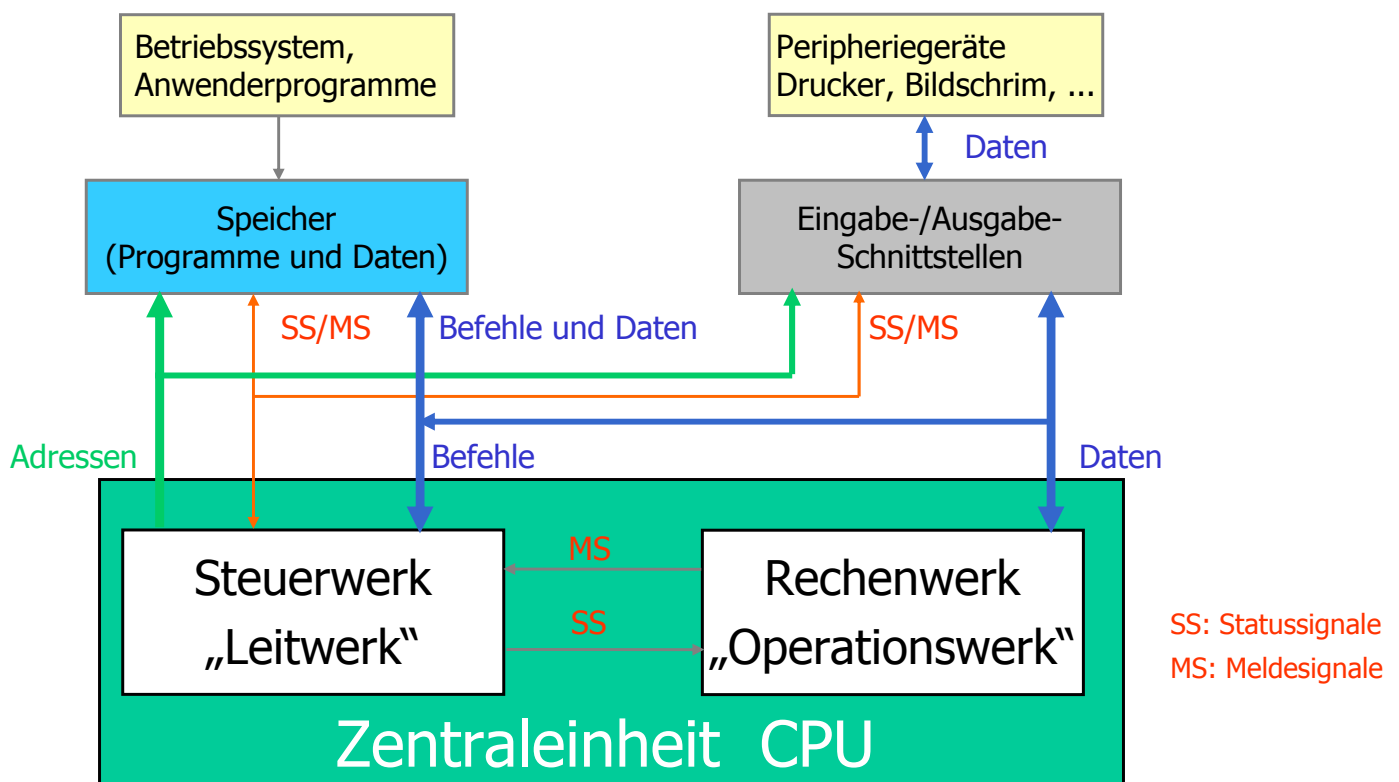 Betriebssystem,
Anwenderprogramme
Peripheriegeräte
Drucker, Bildschrim, ...
Daten
Speicher
(Programme und Daten)
Eingabe-/Ausgabe-
Schnittstellen
SS/MS
Befehle und Daten
SS/MS
Adressen
Befehle
Daten
Steuerwerk
„Leitwerk“
MS
SS
Rechenwerk
„Operationswerk“
SS: Statussignale
MS: Meldesignale
Zentraleinheit CPU